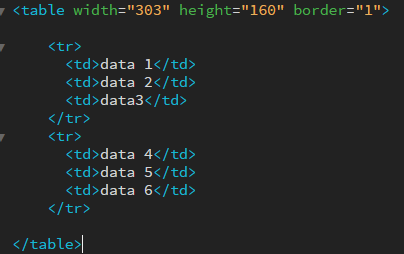 <table width="303" height="160" border="1">
<tr>
<td>data 1</td>
<td>data 2</td>
<td>data3</td>
</tr>
<tr>
<td>data 4</td>
<td>data 5</td>
<td>data 6</td>
</tr>
</table>